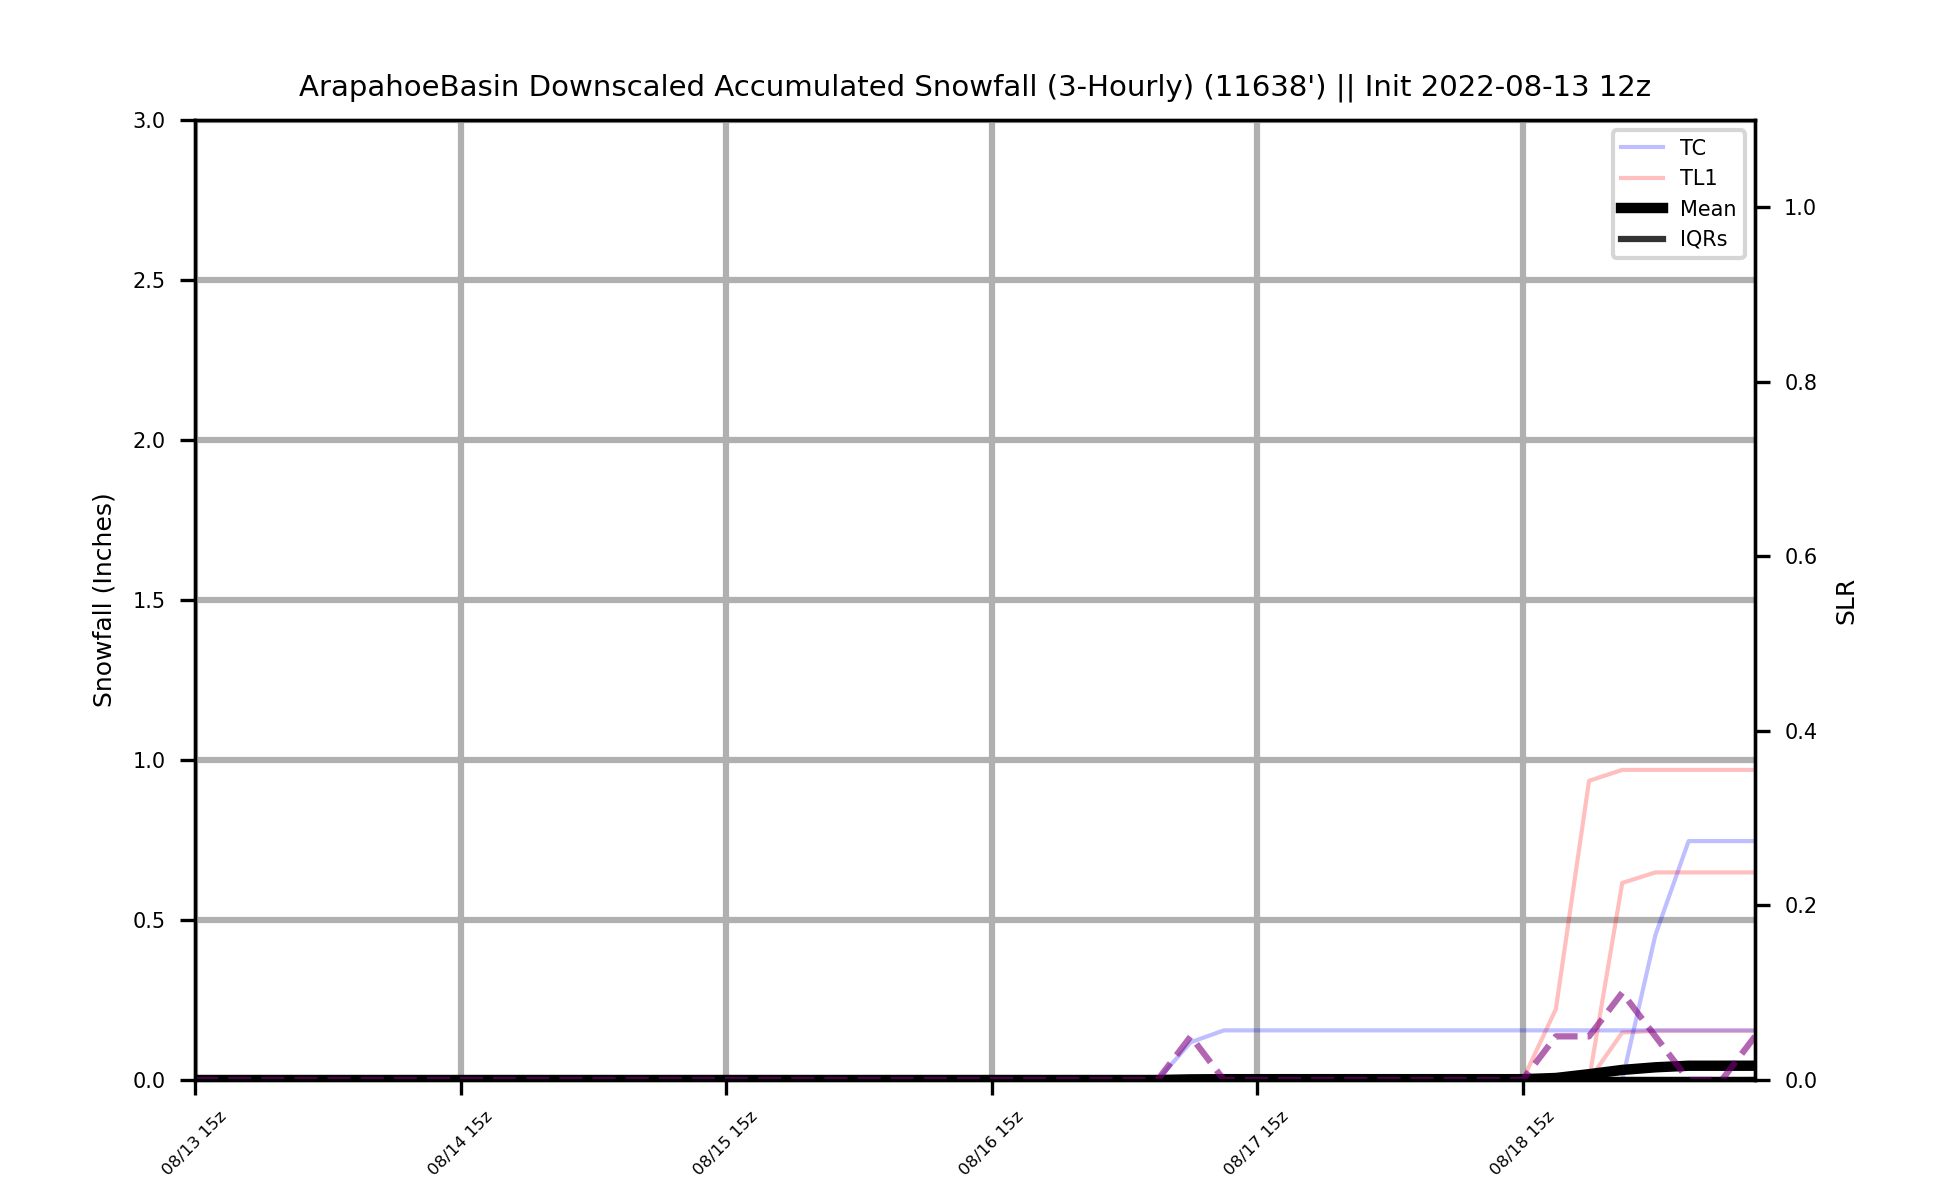 ArapahoeBasin Downscaled Accumulated Snowfall (3-Hourly) (11638') || Init 2022-08-13 12z
TC
TL1
Mean
IQRs
Snowfall (Inches)
3.0
2.5
2.0
1.5
1.0
0.5
0.0
1.0
0.8
0.6
0.4
0.2
0.0
SLR
08/13 15z
08/14 15z
08/15 15z
08/16 15z
08/17 15z
08/18 15z